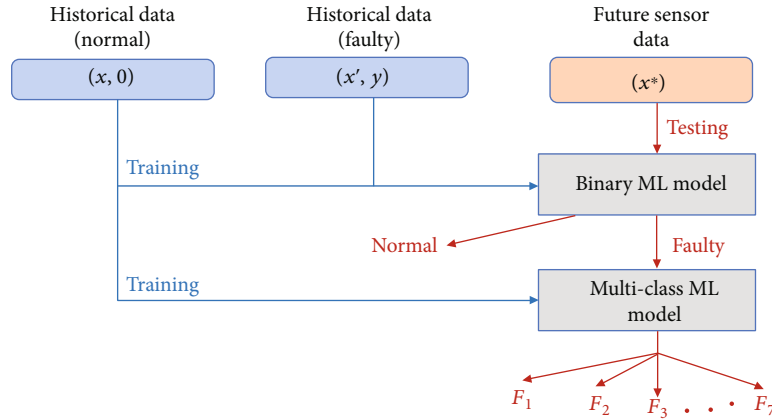 Historical data
(normal)
Historical data
(faulty)
Future sensor
data
(x, 0)
(x′, y)
(x*)
Testing
Training
Binary ML model
Normal
Faulty
Training
Multi-class ML
model
F1 F2 F3 . . . F7